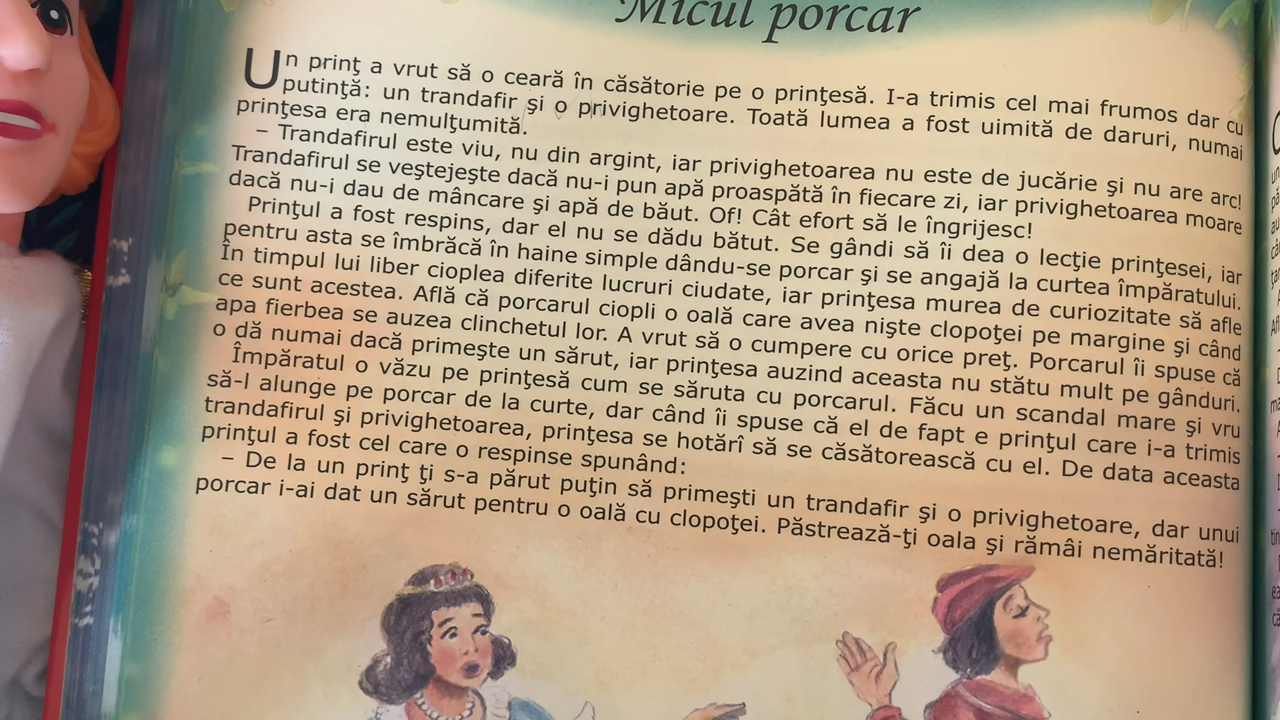 Micul porcar
Un prinţ a vrut să o ceară în căsătorie pe o prinţesă. I-a trimis cel mai frumos dar cu
putinţă: un trandafir şi o privighetoare. Toată lumea a fost uimită de daruri, numai
prinţesa era nemulţumită.
– Trandafirul este viu, nu din argint, iar privighetoarea nu este de jucărie şi nu are arc!
Trandafirul se veştejeşte dacă nu-i pun apă proaspătă în fiecare zi, iar privighetoarea moare
dacă nu-i dau de mâncare şi apă de băut. Of! Cât efort să le îngrijesc!
Prinţul a fost respins, dar el nu se dădu bătut. Se gândi să îi dea o lecţie prinţesei, iar
pentru asta se îmbrăcă în haine simple dându-se porcar şi se angajă la curtea împăratului.
În timpul lui liber cioplea diferite lucruri ciudate, iar prinţesa murea de curiozitate să afle
ce sunt acestea. Află că porcarul ciopli o oală care avea nişte clopoţei pe margine şi când
apa fierbea se auzea clinchetul lor. A vrut să o cumpere cu orice preţ. Porcarul îi spuse că
o dă numai dacă primeşte un sărut, iar prinţesa auzind aceasta nu stătu mult pe gânduri.
Împăratul o văzu pe prinţesă cum se săruta cu porcarul. Făcu un scandal mare şi vru
să-l alunge pe porcar de la curte, dar când îi spuse că el de fapt e prinţul care i-a trimis
trandafirul şi privighetoarea, prinţesa se hotărî să se căsătorească cu el. De data aceasta
prinţul a fost cel care o respinse spunând:
– De la un prinţ ţi s-a părut puţin să primeşti un trandafir şi o privighetoare, dar unui
porcar i-ai dat un sărut pentru o oală cu clopoţei. Păstrează-ţi oala şi rămâi nemăritată!